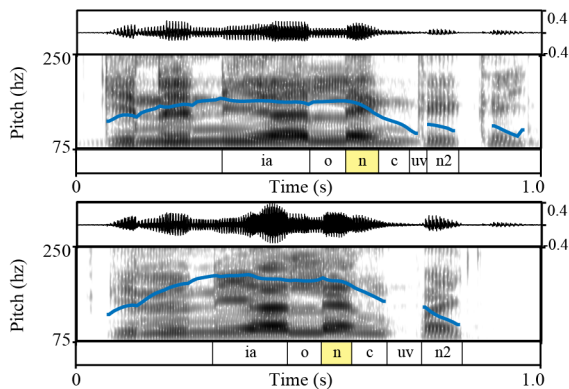 0.4
-0.4
250
Pitch (hz)
75
ia o n c uv n2
0 Time (s) 1.0
0.4
-0.4
250
Pitch (hz)
75
ia o n c uv n2
0 Time (s) 1.0